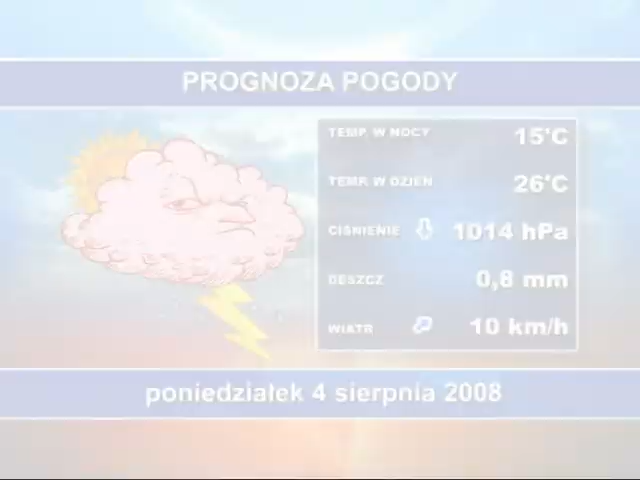 PROGNOZA POGODY
TEMP. W NOCY 15°C
TEMP. W DZIEŃ 26°C
CIŚNIENIE 1014 hPa
DESZCZ 0,8 mm
WIATR 10 km/h
poniedziałek 4 sierpnia 2008